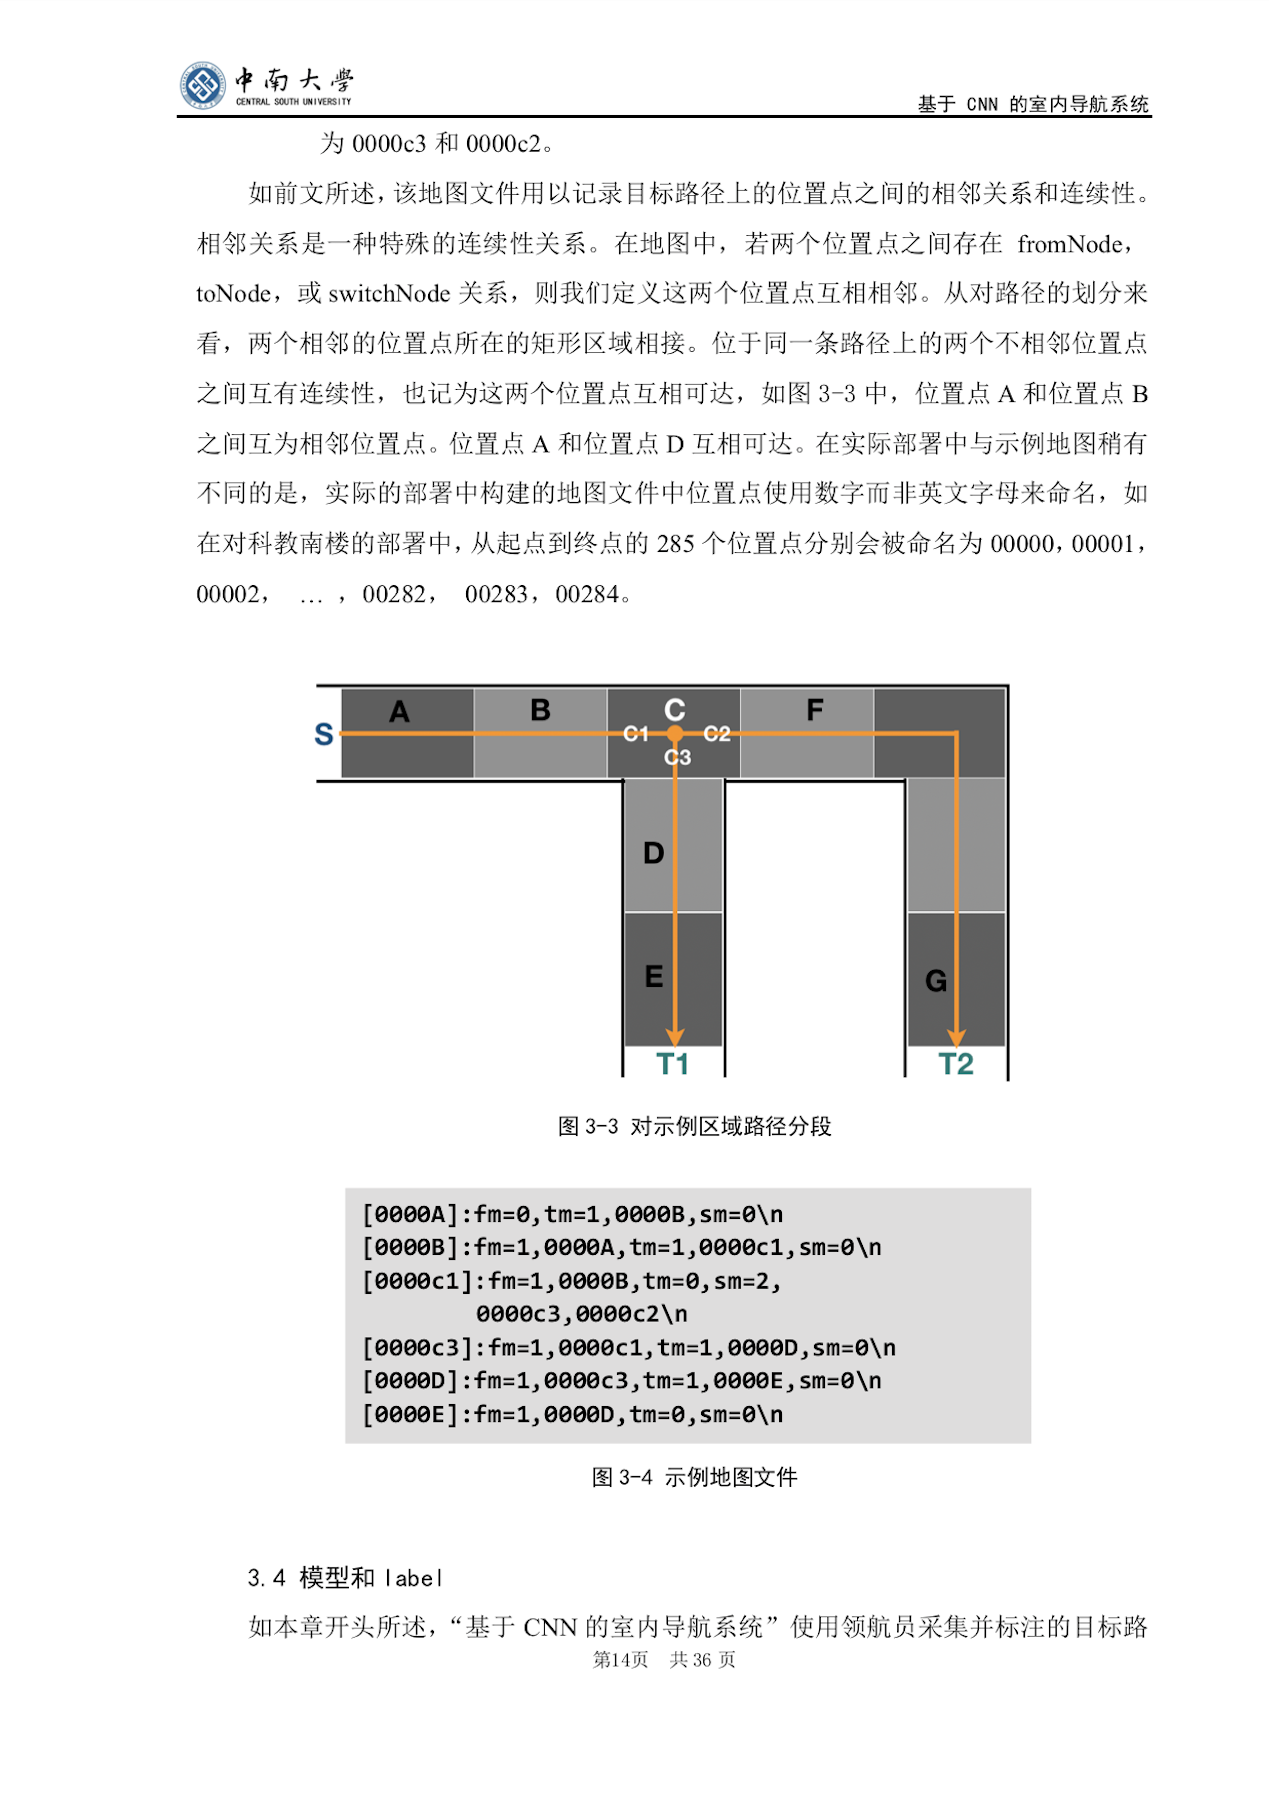 中南大学
CENTRAL SOUTH UNIVERSITY
基于 CNN 的室内导航系统
为 0000c3 和 0000c2。
如前文所述，该地图文件用以记录目标路径上的位置点之间的相邻关系和连续性。
相邻关系是一种特殊的连续性关系。在地图中，若两个位置点之间存在 fromNode，
toNode，或 switchNode 关系，则我们定义这两个位置点互相相邻。从对路径的划分来
看，两个相邻的位置点所在的矩形区域相接。位于同一条路径上的两个不相邻位置点
之间互有连续性，也记为这两个位置点互相可达，如图 3-3 中，位置点 A 和位置点 B
之间互为相邻位置点。位置点 A 和位置点 D 互相可达。在实际部署中与示例地图稍有
不同的是，实际的部署中构建的地图文件中位置点使用数字而非英文字母来命名，如
在对科教南楼的部署中，从起点到终点的 285 个位置点分别会被命名为 00000，00001，
00002， … ，00282， 00283，00284。
A B C F
S C1 C2
C3
D
E G
T1 T2
图 3-3 对示例区域路径分段
[0000A]:fm=0,tm=1,0000B,sm=0\n
[0000B]:fm=1,0000A,tm=1,0000c1,sm=0\n
[0000c1]:fm=1,0000B,tm=0,sm=2,
0000c3,0000c2\n
[0000c3]:fm=1,0000c1,tm=1,0000D,sm=0\n
[0000D]:fm=1,0000c3,tm=1,0000E,sm=0\n
[0000E]:fm=1,0000D,tm=0,sm=0\n
图 3-4 示例地图文件
3.4 模型和 label
如本章开头所述，“基于 CNN 的室内导航系统”使用领航员采集并标注的目标路
第14页 共 36 页